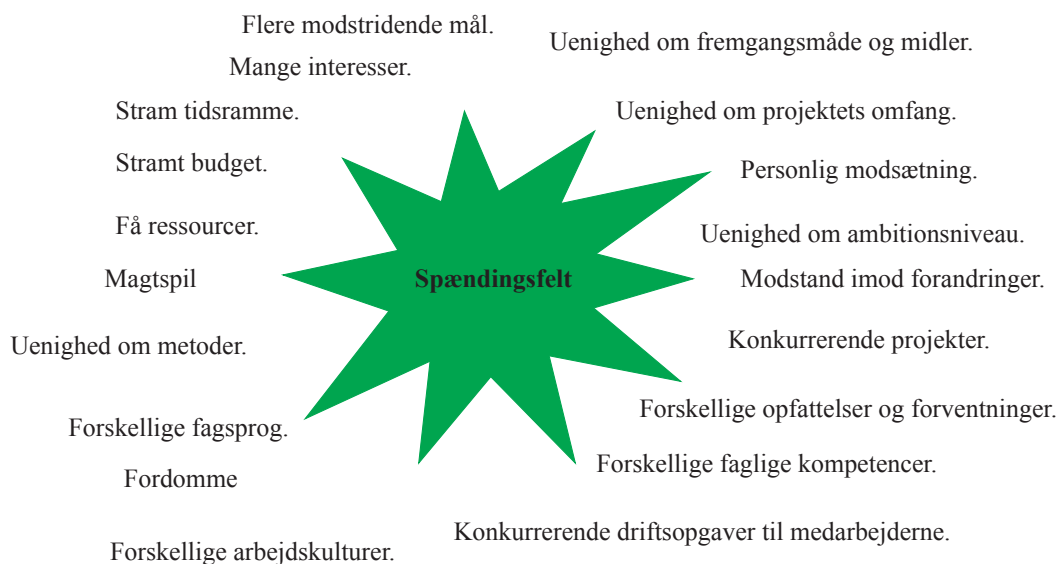 Flere modstridende mål.
Uenighed om fremgangsmåde og midler.
Mange interesser.
Stram tidsramme.
Uenighed om projektets omfang.
Stramt budget.
Personlig modsætning.
Få ressourcer.
Uenighed om ambitionsniveau.
Magtspil
Spændingsfelt
Modstand imod forandringer.
Uenighed om metoder.
Konkurrerende projekter.
Forskellige opfattelser og forventninger.
Forskellige fagsprog.
Forskellige faglige kompetencer.
Fordomme
Konkurrerende driftsopgaver til medarbejderne.
Forskellige arbejdskulturer.